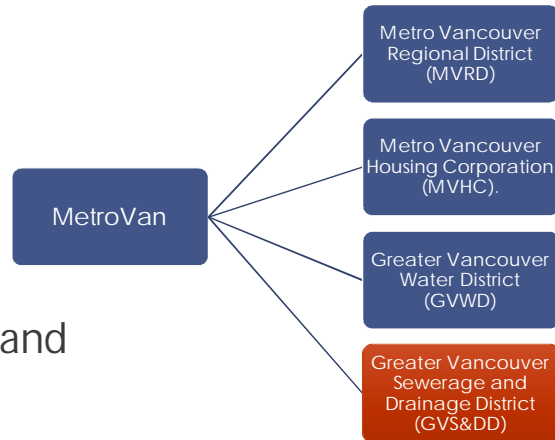 Metro Vancouver
Regional District
(MVRD)
Metro Vancouver
Housing Corporation
(MVHC).
MetroVan
Greater Vancouver
Water District
(GVWD)
and
Greater Vancouver
Sewerage and
Drainage District
(GVS&DD)